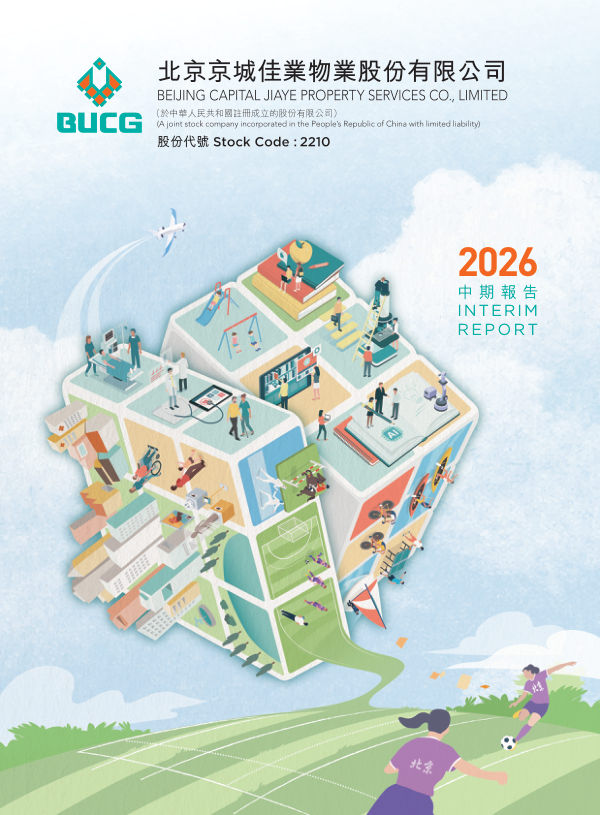 BUCG
北京京城佳業物業股份有限公司
BEIJING CAPITAL JIAYE PROPERTY SERVICES CO., LIMITED
(於中華人民共和國註冊成立的股份有限公司)
(A joint stock company incorporated in the People's Republic of China with limited liability)
股份代號 Stock Code : 2210
2026
中期報告
INTERIM
REPORT
AI
北京
北京